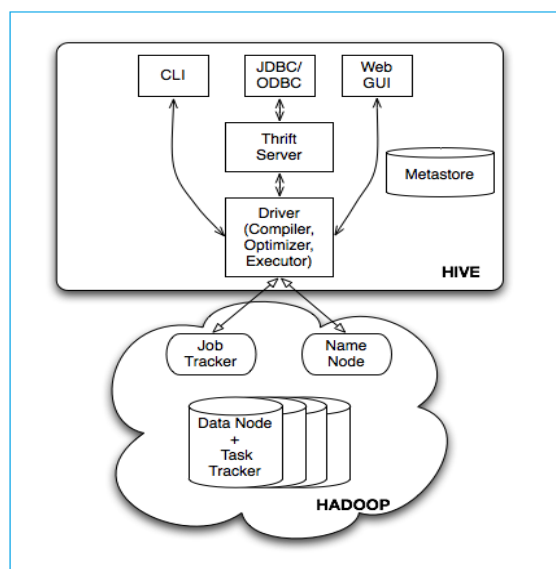 CLI
JDBC/
ODBC
Web
GUI
Thrift
Server
Metastore
Driver
(Compiler,
Optimizer,
Executor)
HIVE
Job
Tracker
Name
Node
Data Node
+
Task
Tracker
HADOOP